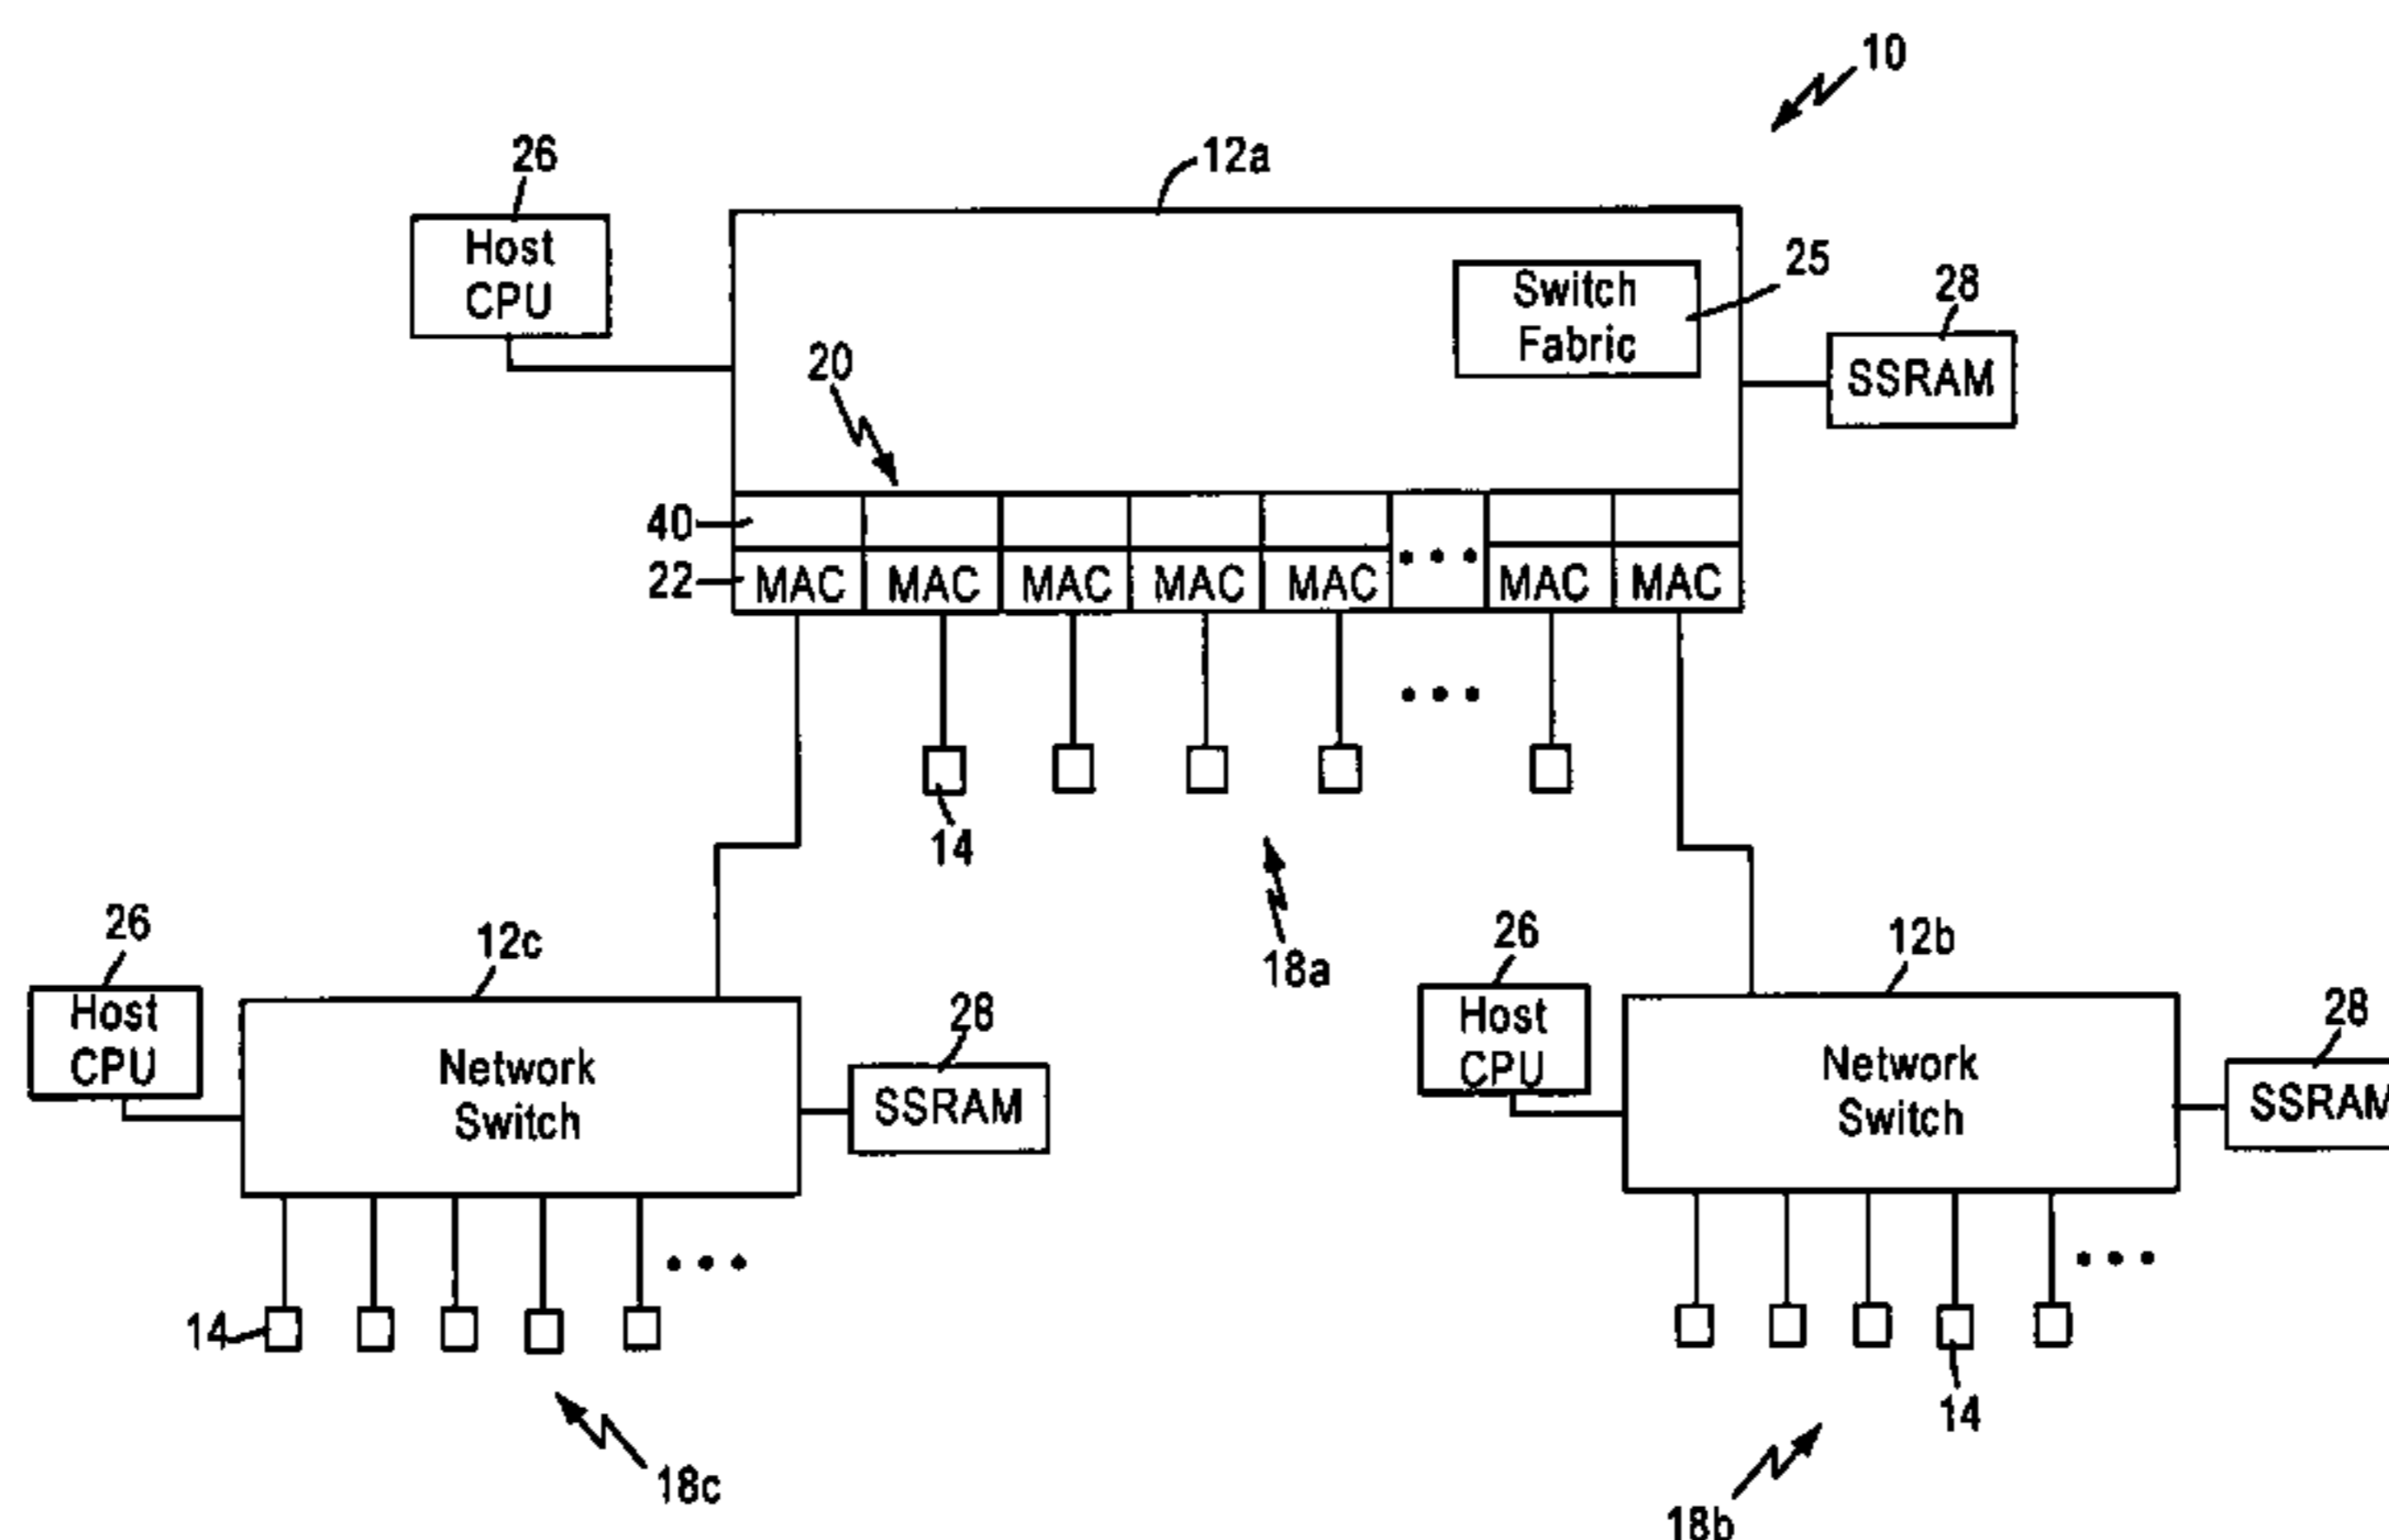 10
26
12a
Host
CPU
Switch
Fabric
25
28
SSRAM
20
40
22
MAC MAC MAC MAC MAC ••• MAC MAC
•••
14
18a
26
12c
Host
CPU
Network
Switch
28
SSRAM
•••
14
18c
26
12b
Host
CPU
Network
Switch
28
SSRAM
•••
14
18b